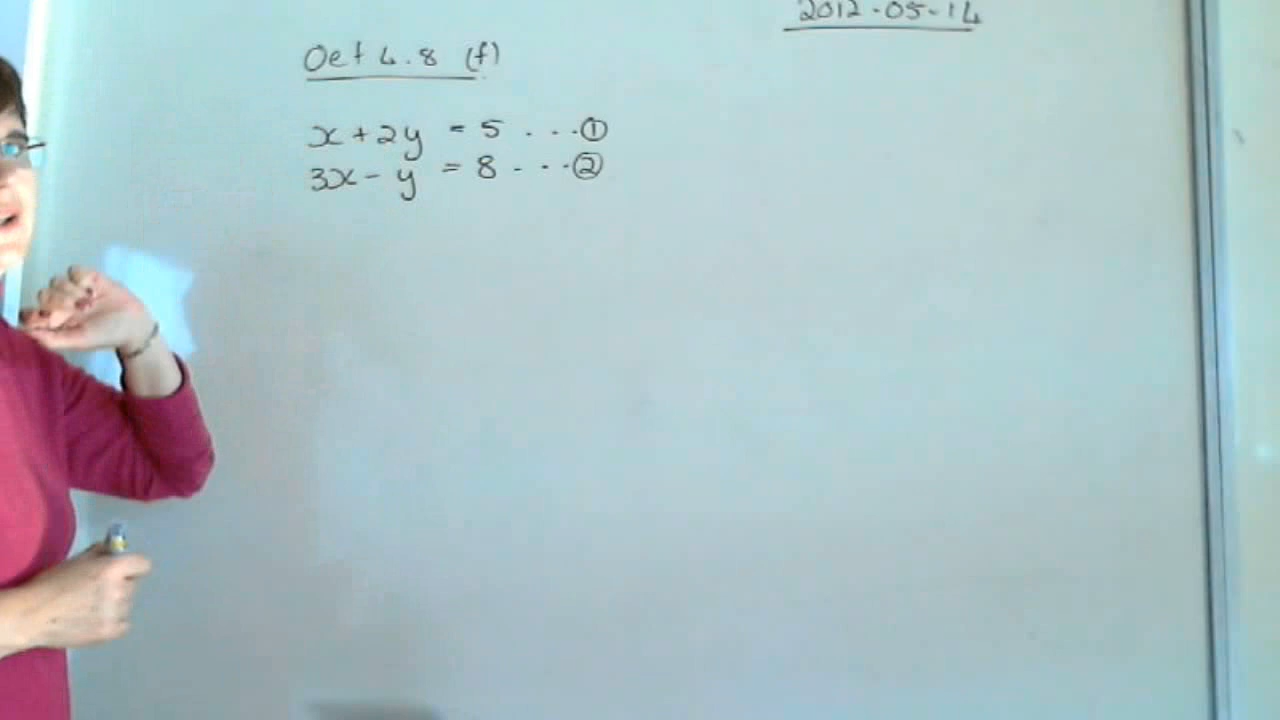 2012-05-14
Oef 4.8 (f)
x + 2y = 5 . . . ①
3x - y = 8 . . . ②